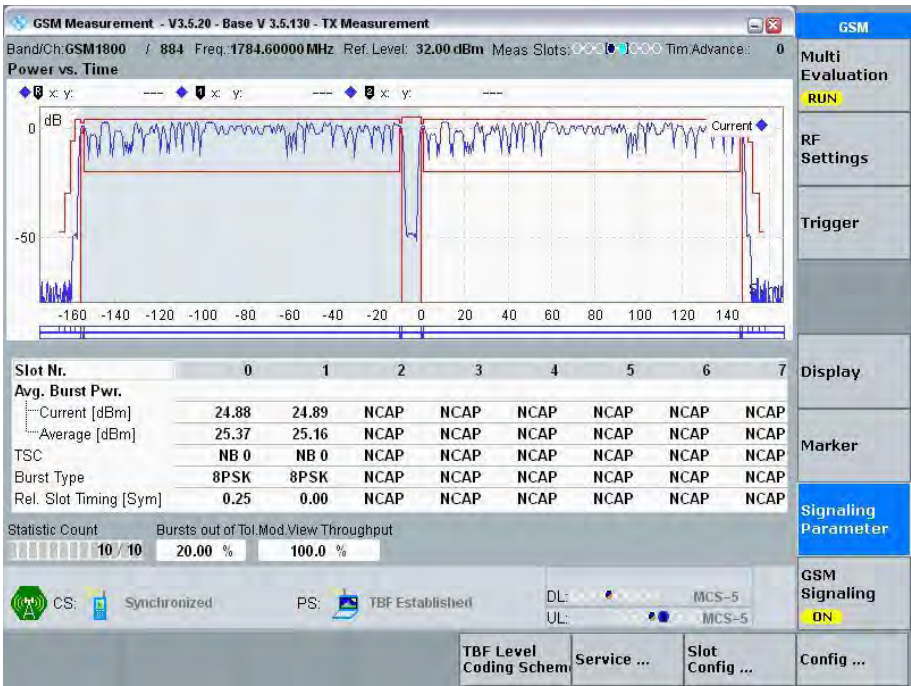 GSM Measurement - V3.5.20 - Base V 3.5.130 - TX Measurement
GSM
Band/Ch:GSM1800 / 884 Freq.:1784.60000 MHz Ref. Level: 32.00 dBm Meas Slots: Tim Advance.: 0
Power vs. Time
Multi Evaluation
RUN
R x: y: --- 1 x: y: --- 2 x: y: ---
dB
Current
0
-50
-160 -140 -120 -100 -80 -60 -40 -20 0 20 40 60 80 100 120 140
RF Settings
Trigger
Slot Nr. 0 1 2 3 4 5 6 7
Avg. Burst Pwr.
Current [dBm] 24.88 24.89 NCAP NCAP NCAP NCAP NCAP NCAP
Average [dBm] 25.37 25.16 NCAP NCAP NCAP NCAP NCAP NCAP
TSC NB 0 NB 0 NCAP NCAP NCAP NCAP NCAP NCAP
Burst Type 8PSK 8PSK NCAP NCAP NCAP NCAP NCAP NCAP
Rel. Slot Timing [Sym] 0.25 0.00 NCAP NCAP NCAP NCAP NCAP NCAP
Display
Marker
Signaling Parameter
Statistic Count Bursts out of Tol. Mod.View Throughput
10 / 10 20.00 % 100.0 %
CS: Synchronized PS: TBF Established DL: MCS-5
UL: MCS-5
GSM Signaling
ON
TBF Level Coding Schem
Service ...
Slot Config ...
Config ...